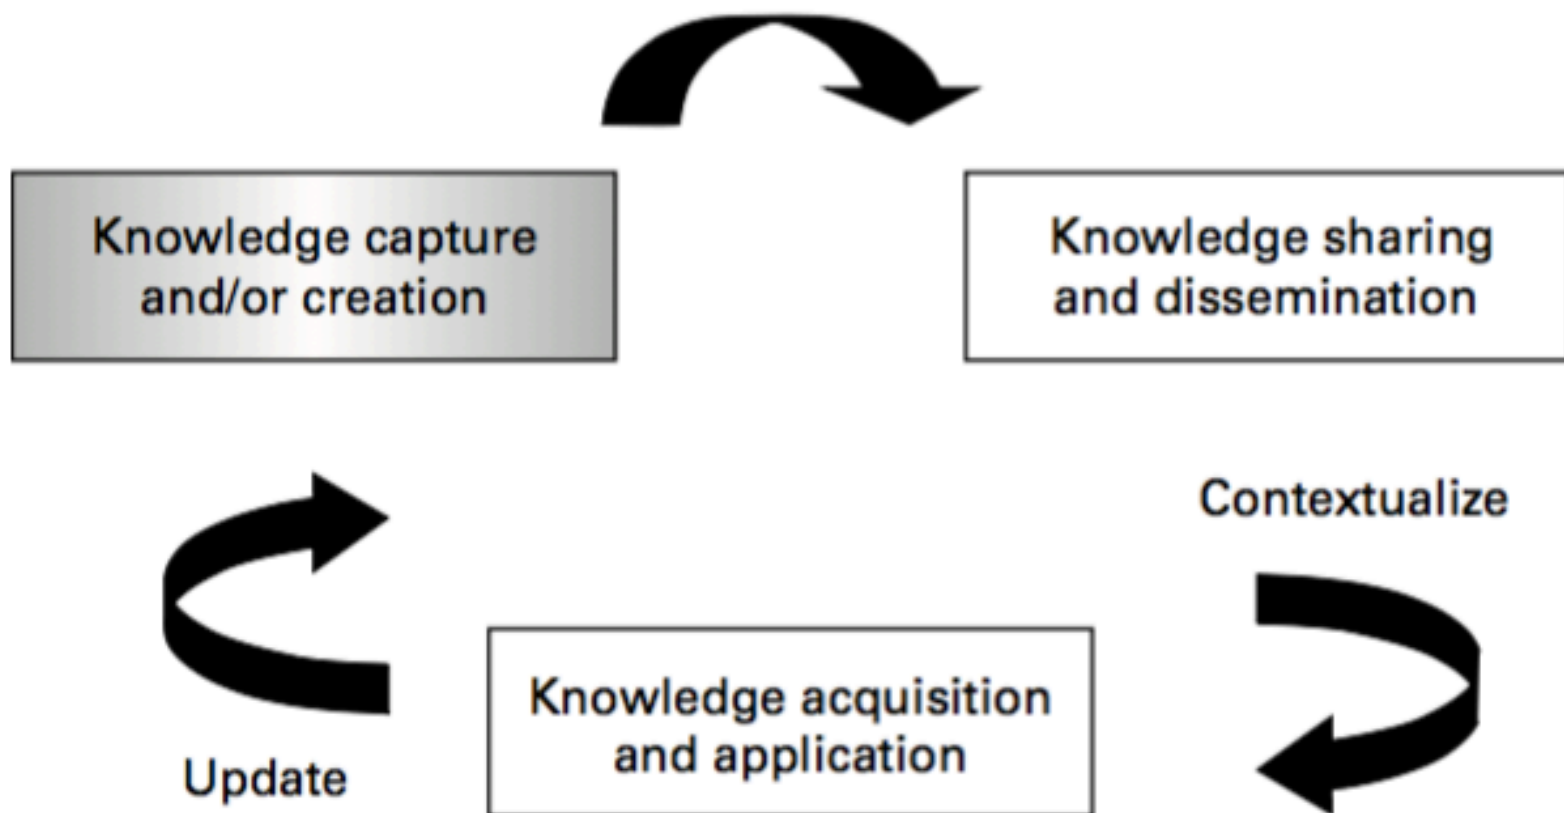 Knowledge capture
and/or creation
Knowledge sharing
and dissemination
Contextualize
Knowledge acquisition
and application
Update